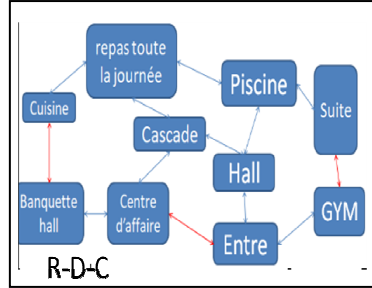 repas toute
la journée
Piscine
Suite
Cuisine
Cascade
Hall
Banquette
hall
Centre
d'affaire
GYM
Entre
R-D-C